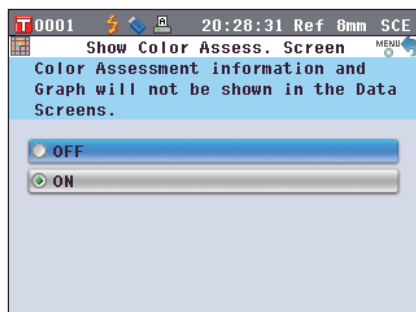 T 0001 A 20:28:31 Ref 8mm SCE
Show Color Assess. Screen MENU
Color Assessment information and
Graph will not be shown in the Data
Screens.
OFF
ON